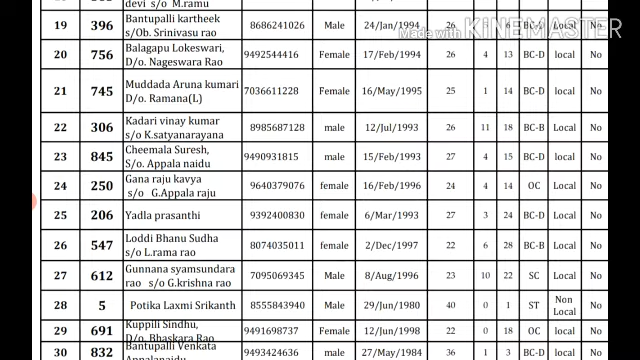 devi s/o M.ramu
19 396 Bantupalli kartheek s/Ob. Srinivasu rao 8686241026 Male 24/Jan/1994 26 BC-D Local No
Made with KINEMASTER
20 756 Balagapu Lokeswari, D/o. Nageswara Rao 9492544416 Female 17/Feb/1994 26 4 13 BC-D local No
21 745 Muddada Aruna kumari D/o. Ramana(L) 7036611228 Female 16/May/1995 25 1 14 BC-D local No
22 306 Kadari vinay kumar s/o K.satyanarayana 8985687128 male 12/Jul/1993 26 11 18 BC-B Local No
23 845 Cheemala Suresh, S/o. Appala naidu 9490931815 male 15/Feb/1993 27 4 15 BC-D local No
24 250 Gana raju kavya s/o G.Appala raju 9640379076 female 16/Feb/1996 24 4 14 OC Local No
25 206 Yadla prasanthi 9392400830 female 6/Mar/1993 27 3 24 BC-D Local No
26 547 Loddi Bhanu Sudha s/o L.rama rao 8074035011 female 2/Dec/1997 22 6 28 BC-B Local No
27 612 Gunnana syamsundara rao s/o G.krishna rao 7095069345 Male 8/Aug/1996 23 10 22 SC Local No
28 5 Potika Laxmi Srikanth 8555843940 Male 29/Jun/1980 40 0 1 ST Non Local No
29 691 Kuppili Sindhu, D/o. Bhaskara Rao 9491698737 Female 12/Jun/1998 22 0 18 OC local No
30 832 Bantupalli Venkata Appalanaidu 9493424636 male 27/May/1984 36 1 3 BC-D local No